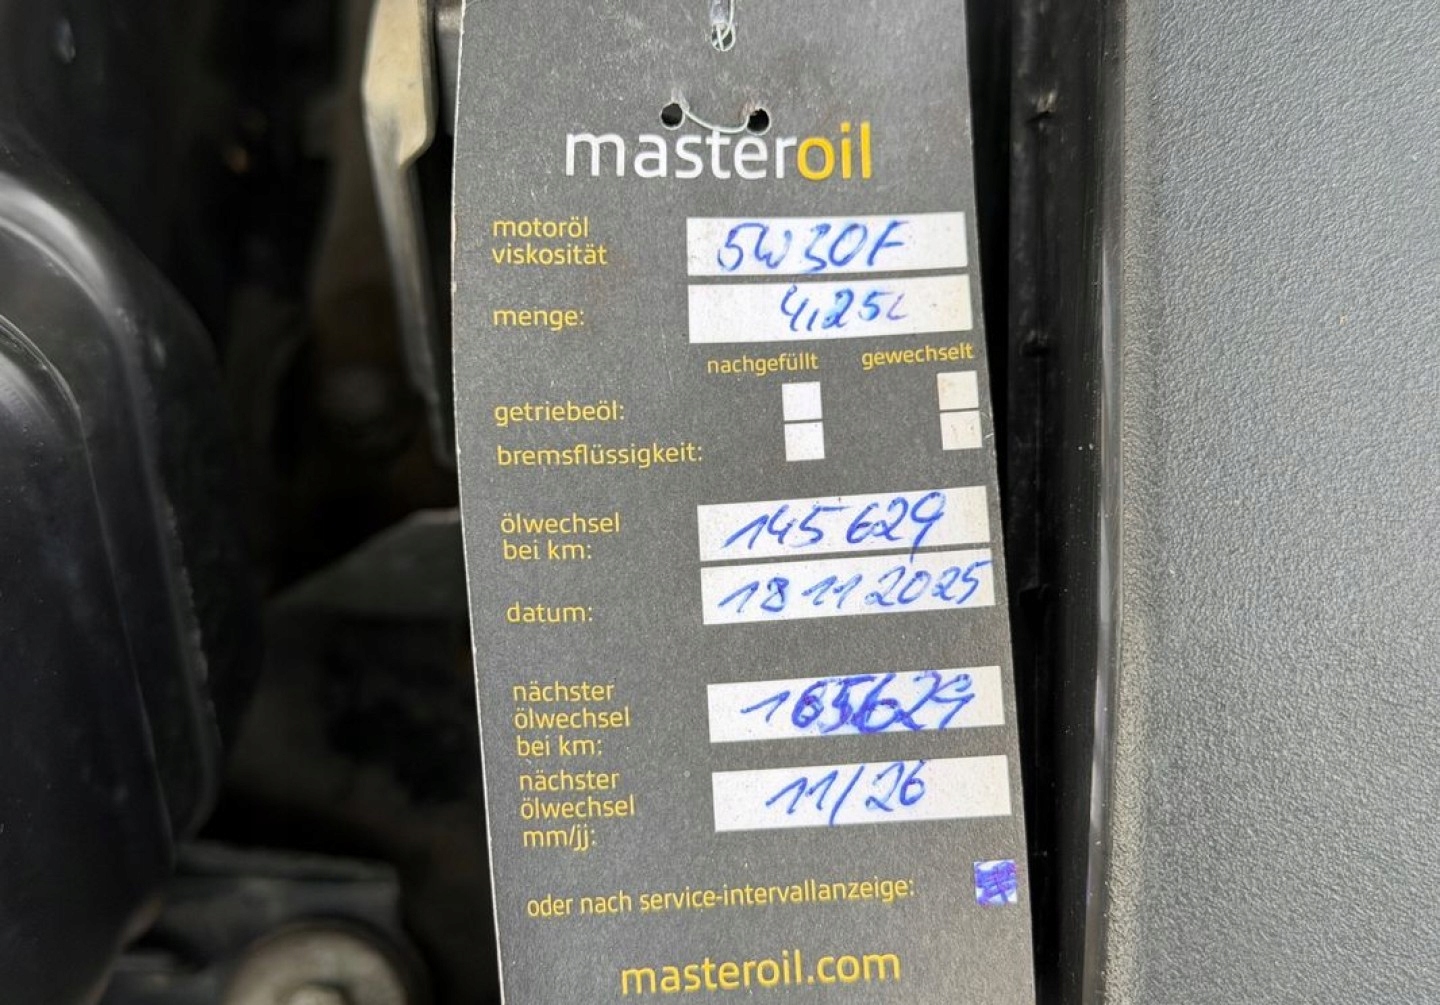 masteroil
motoröl
viskosität
5W30F
menge:
4,25L
nachgefüllt gewechselt
getriebeöl:
bremsflüssigkeit:
ölwechsel
bei km:
145629
datum:
18 11 2025
nächster
ölwechsel
bei km:
165629
nächster
ölwechsel
mm/jj:
11/26
oder nach service-intervallanzeige:
masteroil.com